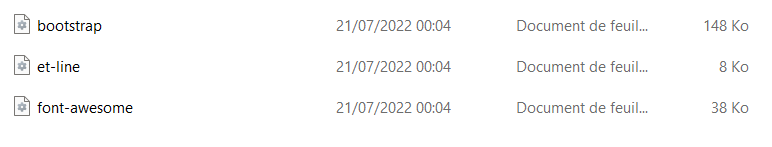 bootstrap 21/07/2022 00:04 Document de feuil... 148 Ko
et-line 21/07/2022 00:04 Document de feuil... 8 Ko
font-awesome 21/07/2022 00:04 Document de feuil... 38 Ko